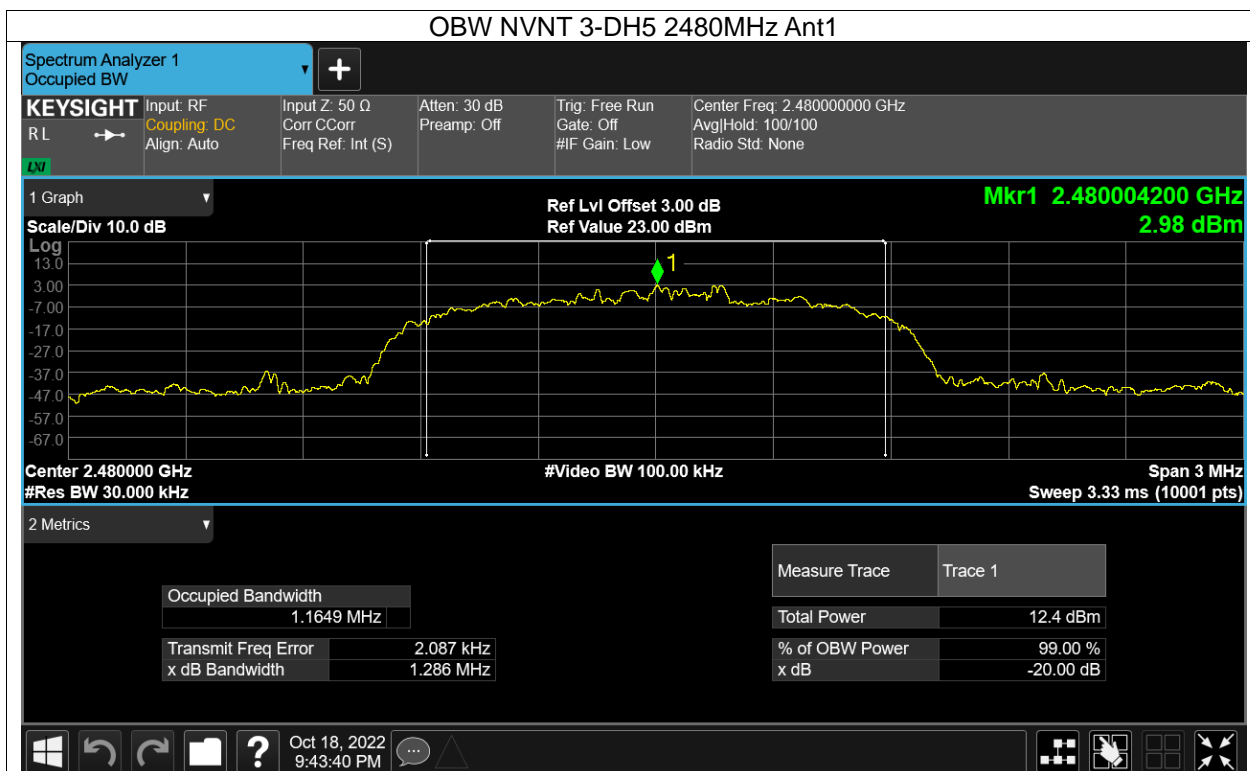 OBW NVNT 3-DH5 2480MHz Ant1
Spectrum Analyzer 1
Occupied BW
KEYSIGHT
R L
LXI
Input: RF
Coupling: DC
Align: Auto
Input Z: 50 Ω
Corr CCorr
Freq Ref: Int (S)
Atten: 30 dB
Preamp: Off
Trig: Free Run
Gate: Off
#IF Gain: Low
Center Freq: 2.480000000 GHz
Avg|Hold: 100/100
Radio Std: None
1 Graph
Scale/Div 10.0 dB
Ref Lvl Offset 3.00 dB
Ref Value 23.00 dBm
Mkr1 2.480004200 GHz
2.98 dBm
Log
13.0
3.00
-7.00
-17.0
-27.0
-37.0
-47.0
-57.0
-67.0
1
Center 2.480000 GHz
#Video BW 100.00 kHz
Span 3 MHz
#Res BW 30.000 kHz
Sweep 3.33 ms (10001 pts)
2 Metrics
Measure Trace Trace 1
Occupied Bandwidth
1.1649 MHz
Total Power 12.4 dBm
Transmit Freq Error 2.087 kHz
% of OBW Power 99.00 %
x dB Bandwidth 1.286 MHz
x dB -20.00 dB
?
Oct 18, 2022
9:43:40 PM